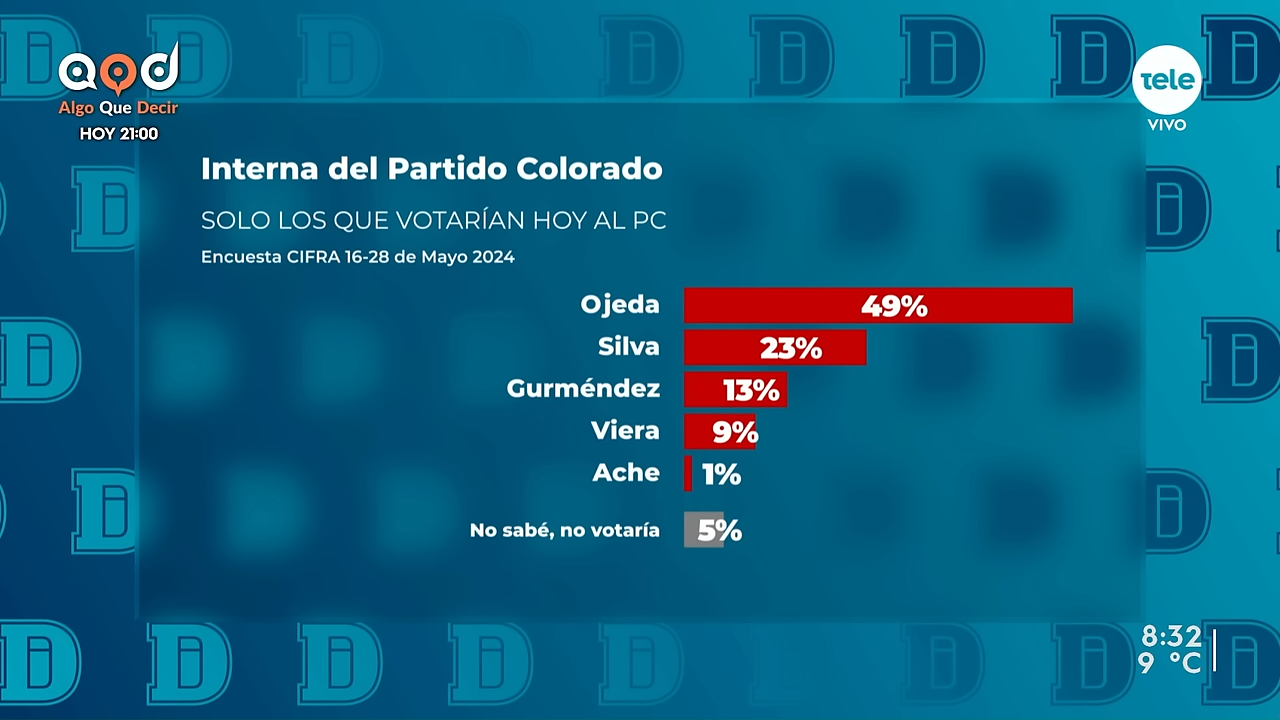 aqd
Algo Que Decir
HOY 21:00
tele
VIVO
Interna del Partido Colorado
SOLO LOS QUE VOTARÍAN HOY AL PC
Encuesta CIFRA 16-28 de Mayo 2024
Ojeda 49%
Silva 23%
Gurméndez 13%
Viera 9%
Ache 1%
No sabé, no votaría 5%
8:32
9 °C